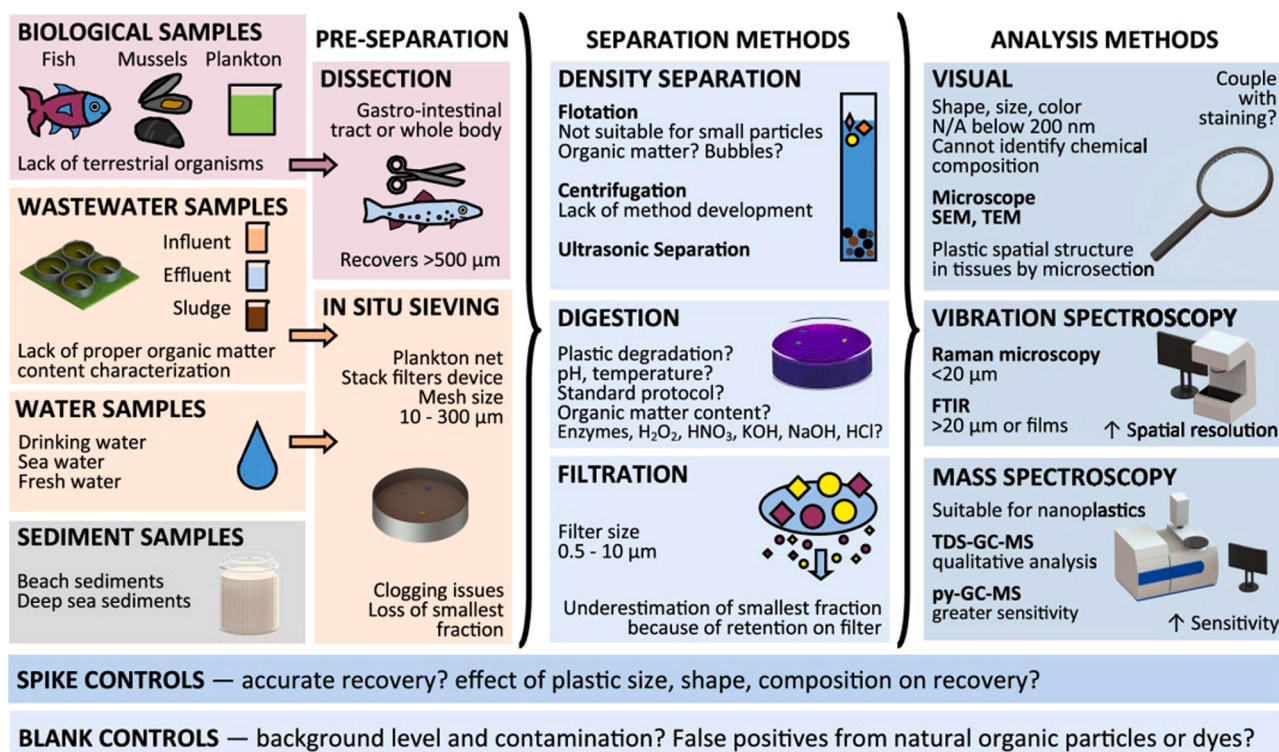 BIOLOGICAL SAMPLES
Fish Mussels Plankton
Lack of terrestrial organisms
WASTEWATER SAMPLES
Influent
Effluent
Sludge
Lack of proper organic matter
content characterization
WATER SAMPLES
Drinking water
Sea water
Fresh water
SEDIMENT SAMPLES
Beach sediments
Deep sea sediments
PRE-SEPARATION
DISSECTION
Gastro-intestinal
tract or whole body
Recovers >500 µm
IN SITU SIEVING
Plankton net
Stack filters device
Mesh size
10 - 300 µm
Clogging issues
Loss of smallest
fraction
SEPARATION METHODS
DENSITY SEPARATION
Flotation
Not suitable for small particles
Organic matter? Bubbles?
Centrifugation
Lack of method development
Ultrasonic Separation
DIGESTION
Plastic degradation?
pH, temperature?
Standard protocol?
Organic matter content?
Enzymes, H₂O₂, HNO₃, KOH, NaOH, HCl?
FILTRATION
Filter size
0.5 - 10 µm
Underestimation of smallest fraction
because of retention on filter
ANALYSIS METHODS
VISUAL
Shape, size, color
N/A below 200 nm
Cannot identify chemical
composition
Couple
with
staining?
Microscope
SEM, TEM
Plastic spatial structure
in tissues by microsection
VIBRATION SPECTROSCOPY
Raman microscopy
<20 µm
FTIR
>20 µm or films
↑ Spatial resolution
MASS SPECTROSCOPY
Suitable for nanoplastics
TDS-GC-MS
qualitative analysis
py-GC-MS
greater sensitivity
↑ Sensitivity
SPIKE CONTROLS — accurate recovery? effect of plastic size, shape, composition on recovery?
BLANK CONTROLS — background level and contamination? False positives from natural organic particles or dyes?